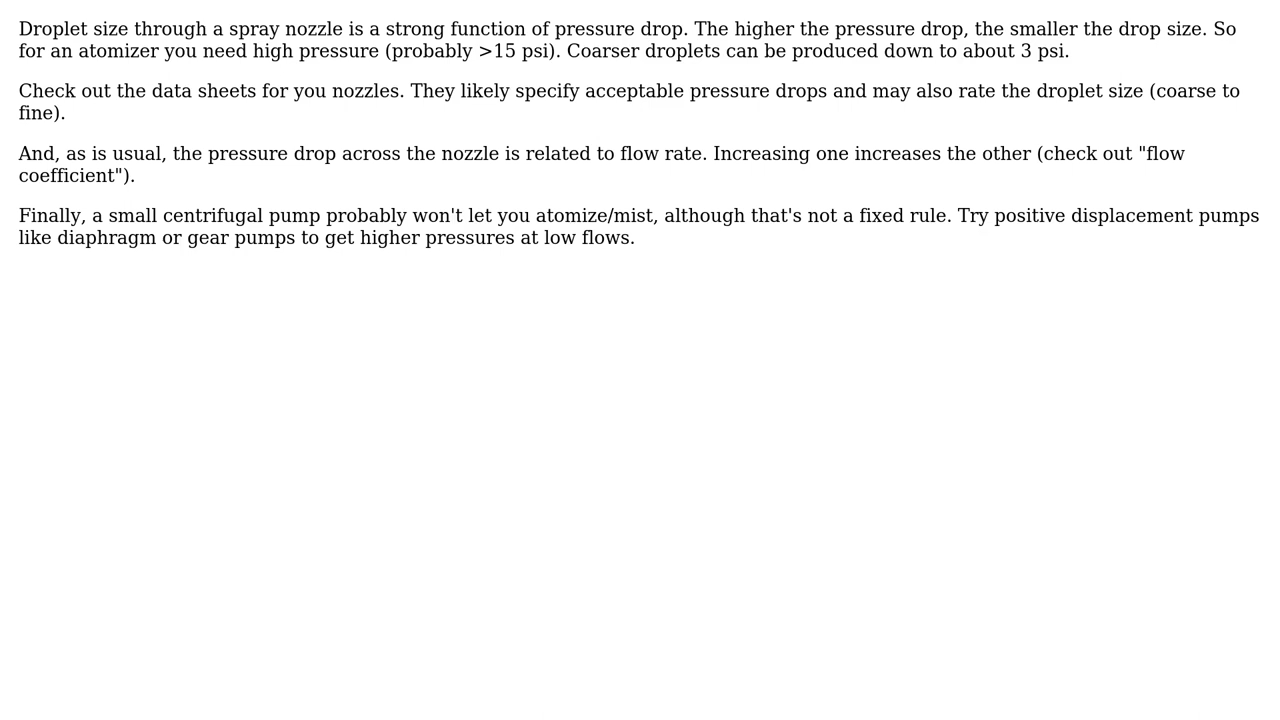 Droplet size through a spray nozzle is a strong function of pressure drop. The higher the pressure drop, the smaller the drop size. So
for an atomizer you need high pressure (probably >15 psi). Coarser droplets can be produced down to about 3 psi.
Check out the data sheets for you nozzles. They likely specify acceptable pressure drops and may also rate the droplet size (coarse to
fine).
And, as is usual, the pressure drop across the nozzle is related to flow rate. Increasing one increases the other (check out "flow
coefficient").
Finally, a small centrifugal pump probably won't let you atomize/mist, although that's not a fixed rule. Try positive displacement pumps
like diaphragm or gear pumps to get higher pressures at low flows.